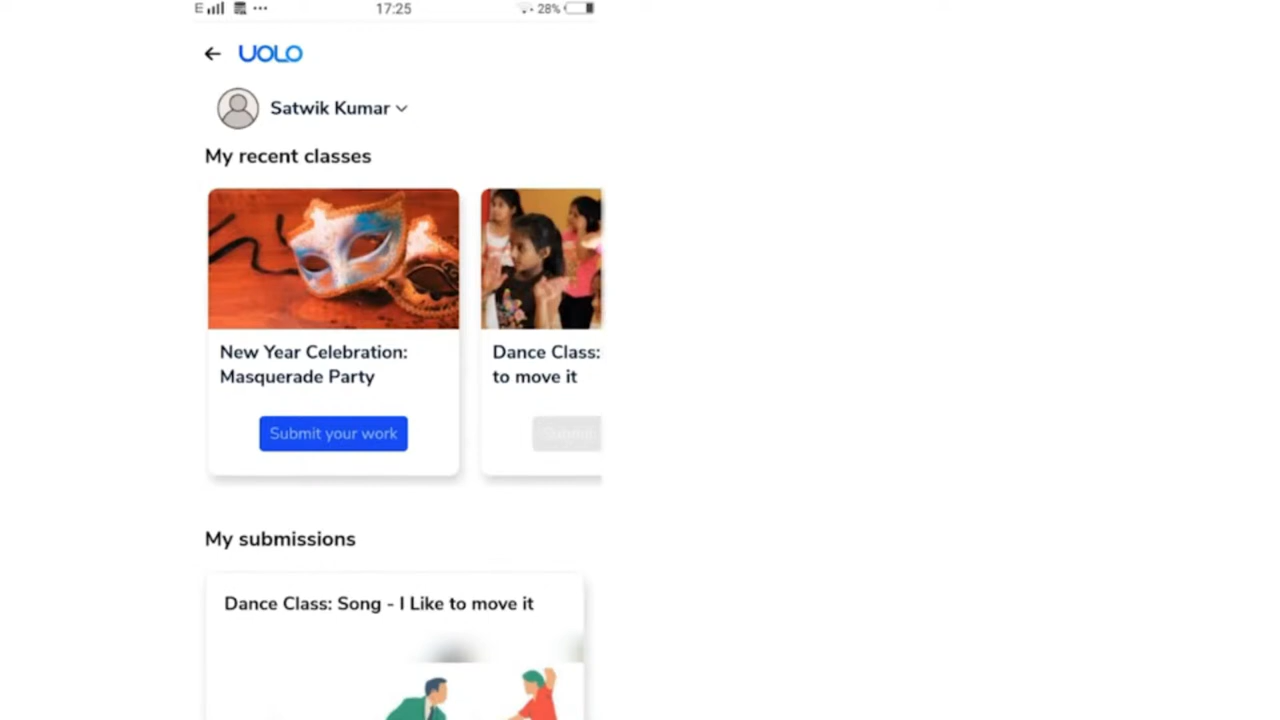 E 17:25 28%
UOLO
Satwik Kumar
My recent classes
New Year Celebration:
Masquerade Party
Submit your work
Dance Class:
to move it
My submissions
Dance Class: Song - I Like to move it